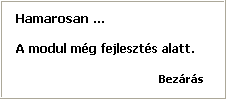 Hamarosan ...
A modul még fejlesztés alatt.
Bezárás